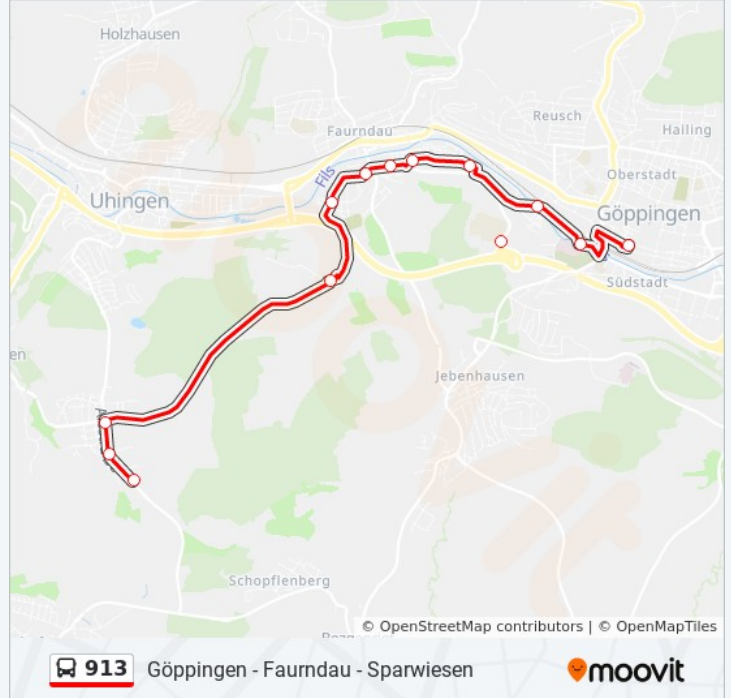 Holzhausen
Reusch
Faurndau
Hailing
Fils
Oberstadt
Uhingen
Göppingen
Südstadt
en
Jebenhausen
Schopflenberg
© OpenStreetMap contributors | © OpenMapTiles
913 Göppingen - Faurndau - Sparwiesen
moovit